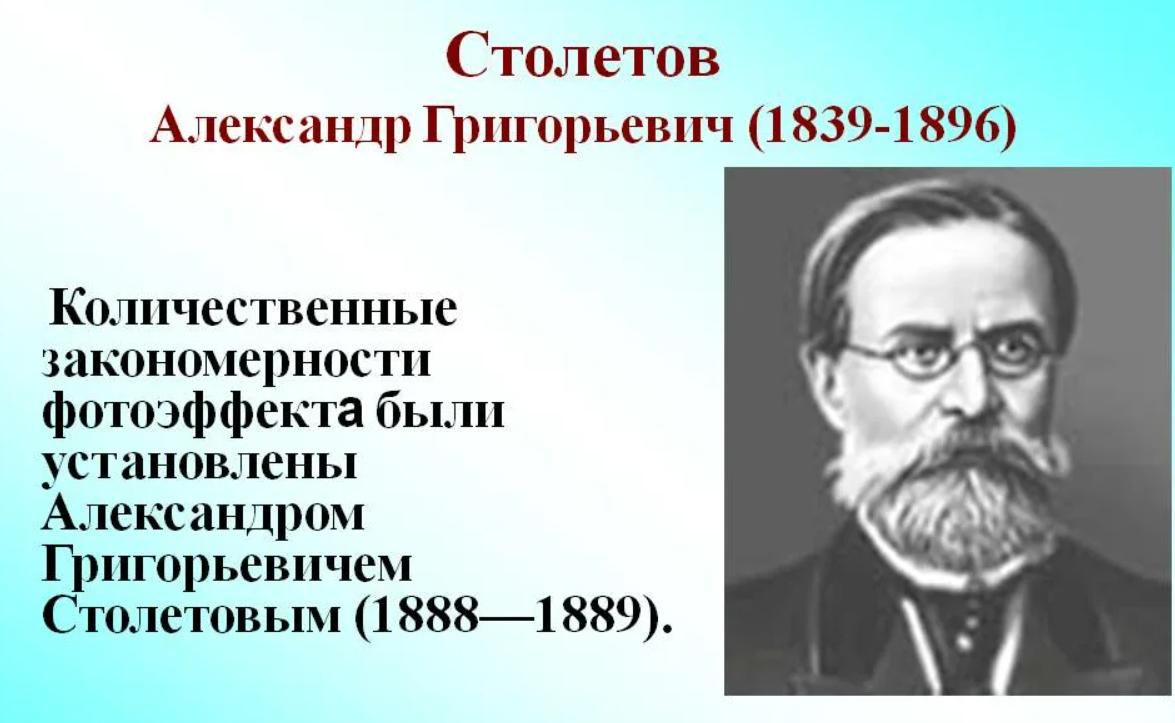 Столетов
Александр Григорьевич (1839-1896)
Количественные
закономерности
фотоэффекта были
установлены
Александром
Григорьевичем
Столетовым (1888—1889).